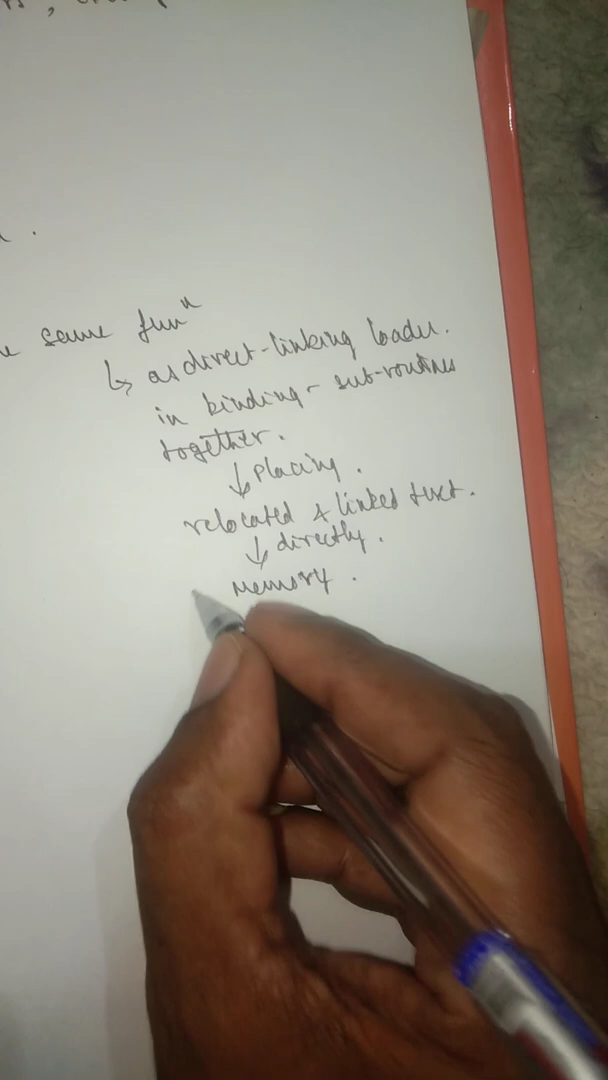 same funⁿ
↳ as direct-linking loader.
in binding - sub-routines
together.
↓ placing.
relocated & linked text.
↓ directly.
Memory.